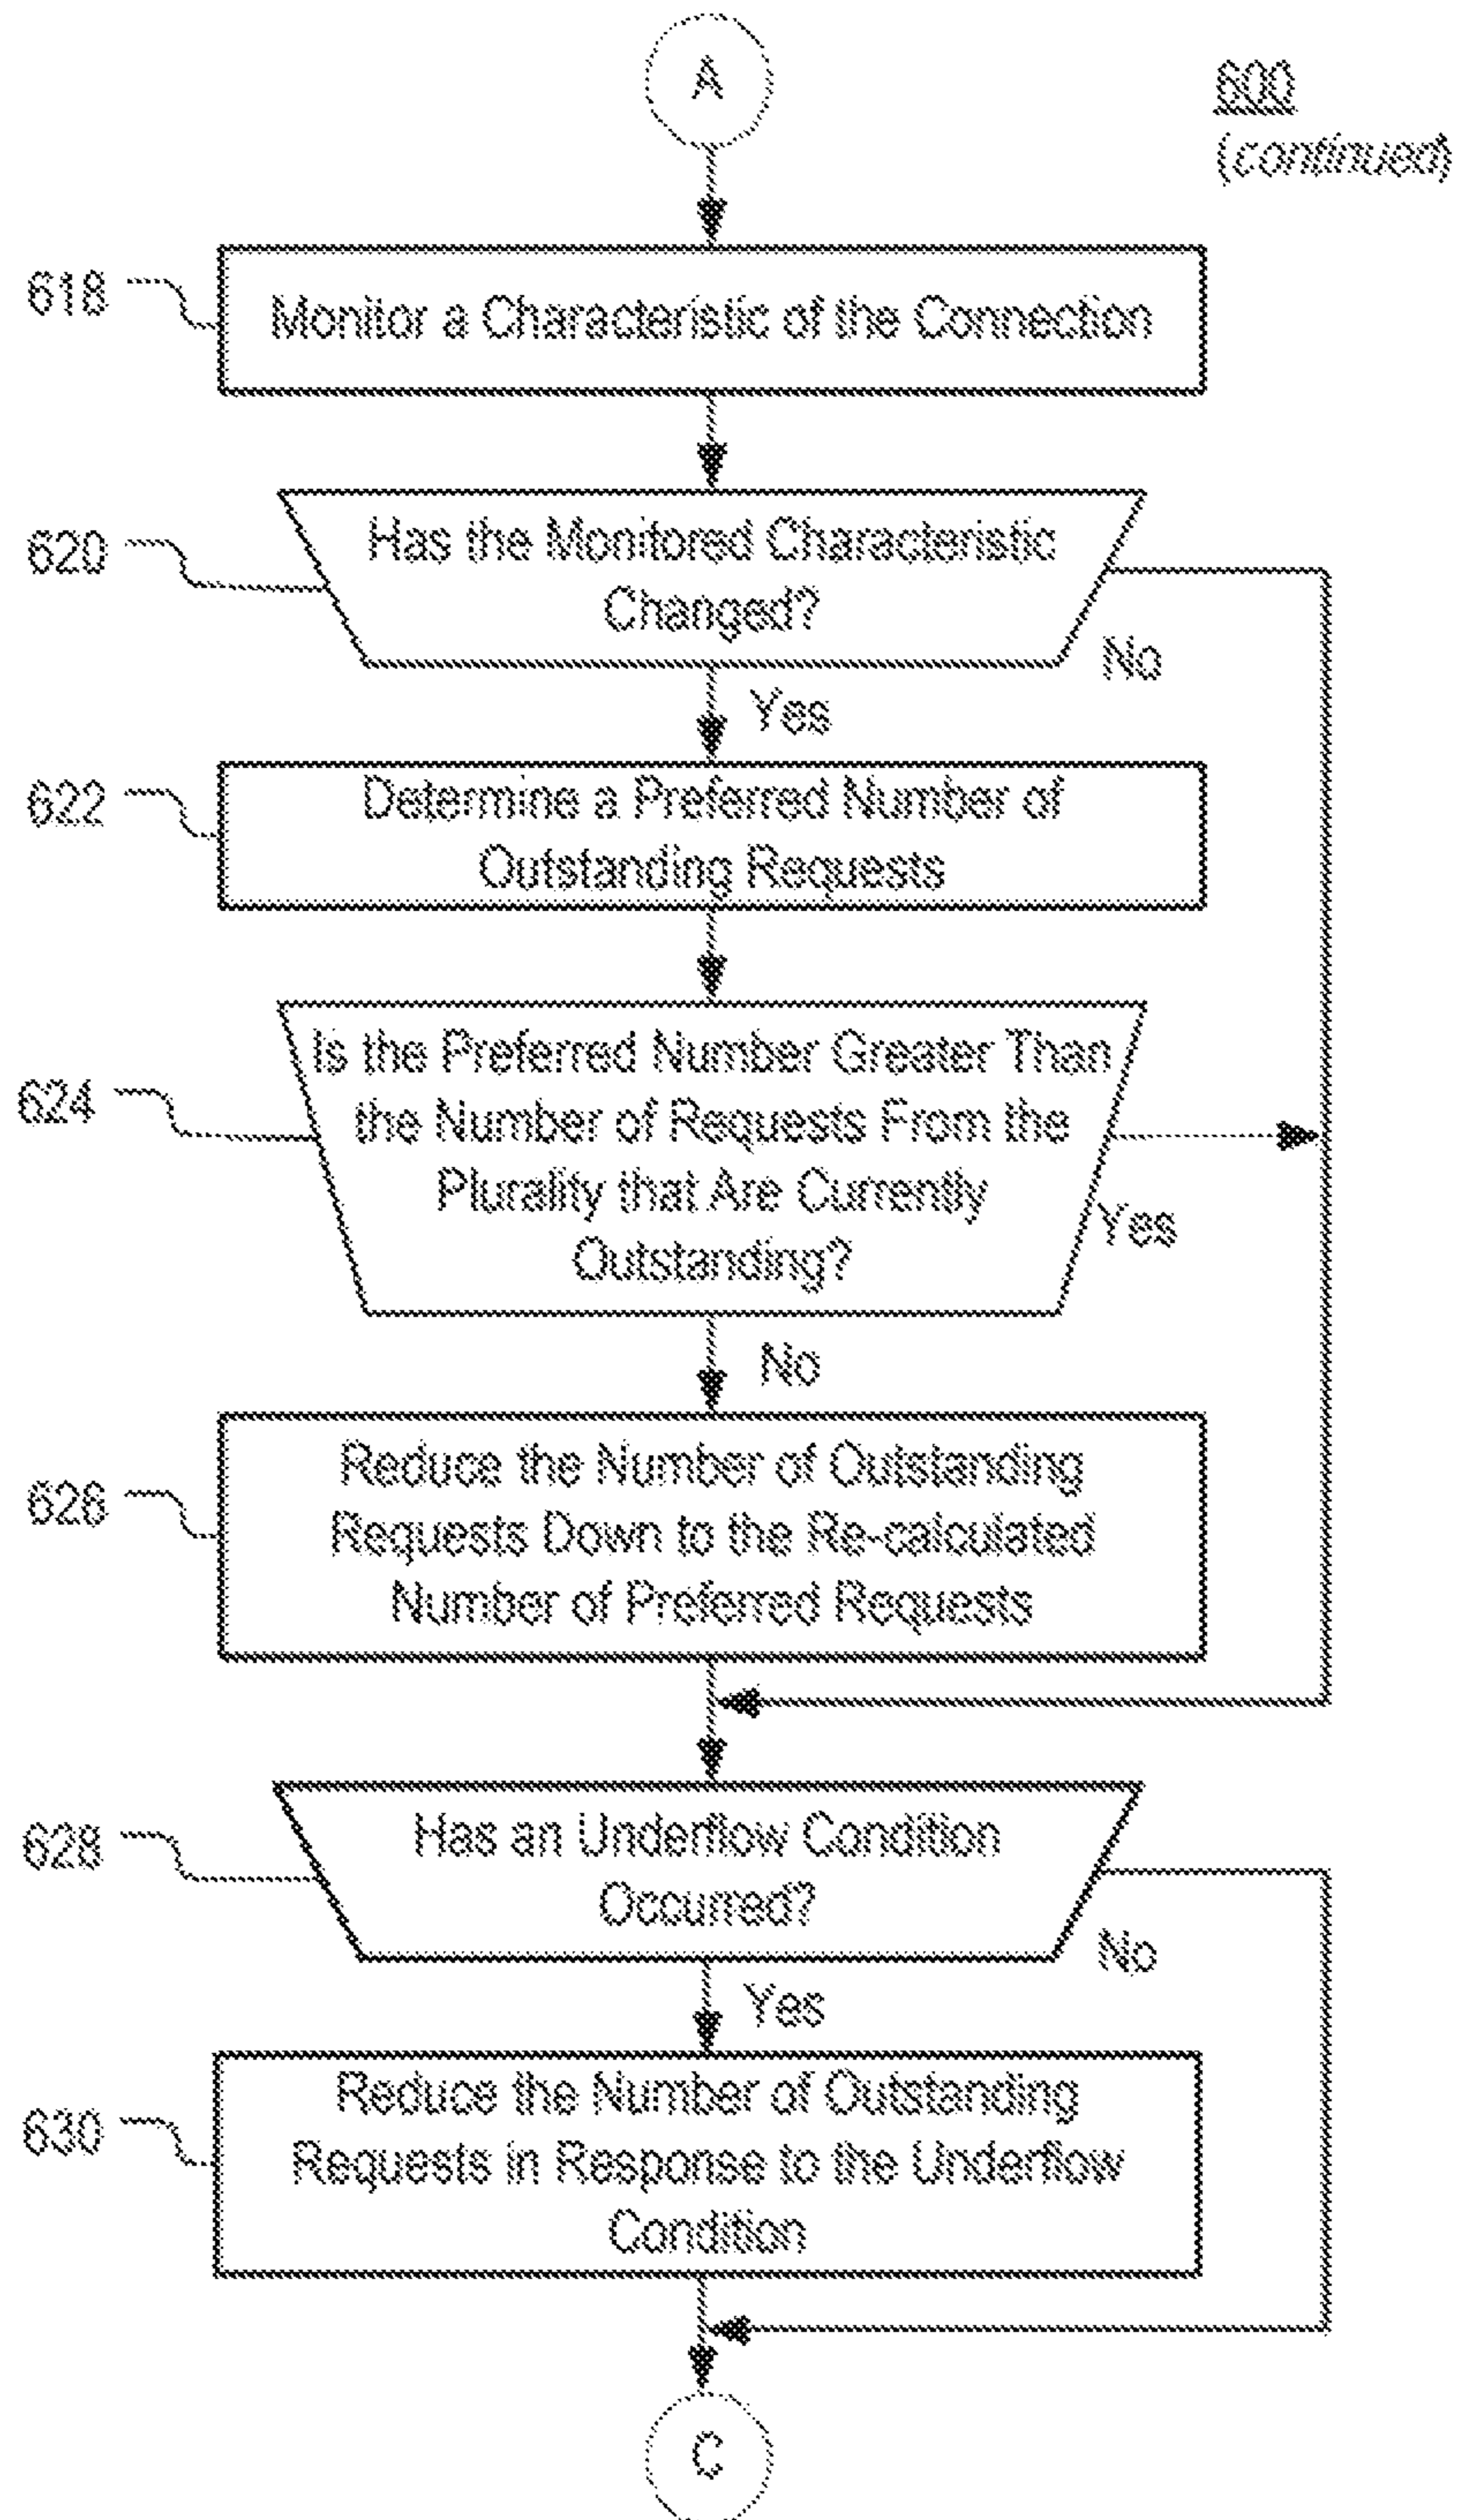 A
600
(continued)
618
Monitor a Characteristic of the Connection
620
Has the Monitored Characteristic
Changed?
No
Yes
622
Determine a Preferred Number of
Outstanding Requests
624
Is the Preferred Number Greater Than
the Number of Requests From the
Plurality that Are Currently
Outstanding?
Yes
No
626
Reduce the Number of Outstanding
Requests Down to the Re-calculated
Number of Preferred Requests
628
Has an Underflow Condition
Occurred?
No
Yes
630
Reduce the Number of Outstanding
Requests in Response to the Underflow
Condition
C